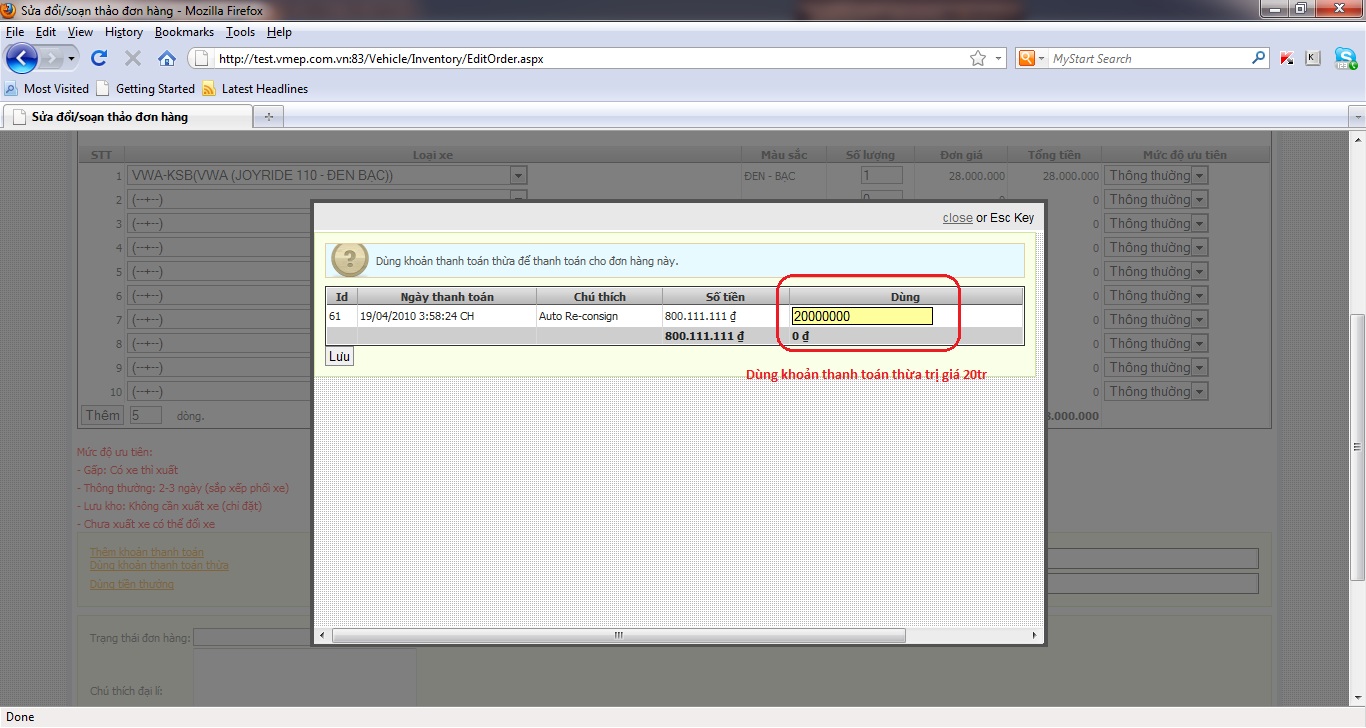 Sửa đổi/soạn thảo đơn hàng - Mozilla Firefox
File Edit View History Bookmarks Tools Help
http://test.vmep.com.vn:83/Vehicle/Inventory/EditOrder.aspx
MyStart Search
Most Visited Getting Started Latest Headlines
Sửa đổi/soạn thảo đơn hàng
STT Loại xe Màu sắc Số lượng Đơn giá Tổng tiền Mức độ ưu tiên
1 VWA-KSB(VWA (JOYRIDE 110 - ĐEN BẠC)) ĐEN - BẠC 1 28.000.000 28.000.000 Thông thường
2 (--+--) 0 0 0 Thông thường
close or Esc Key
3 (--+--) 0 Thông thường
Dùng khoản thanh toán thừa để thanh toán cho đơn hàng này.
4 (--+--) 0 Thông thường
5 (--+--) 0 Thông thường
6 (--+--) 0 Thông thường
7 (--+--) 0 Thông thường
8 (--+--) 0 Thông thường
9 (--+--) 0 Thông thường
10 (--+--) 0 Thông thường
Id Ngày thanh toán Chú thích Số tiền Dùng
61 19/04/2010 3:58:24 CH Auto Re-consign 800.111.111 ₫ 20000000
800.111.111 ₫ 0 ₫
Lưu
Dùng khoản thanh toán thừa trị giá 20tr
Thêm 5 dòng. .000.000
Mức độ ưu tiên:
- Gấp: Có xe thì xuất
- Thông thường: 2-3 ngày (sắp xếp phối xe)
- Lưu kho: Không cần xuất xe (chỉ đặt)
- Chưa xuất xe có thể đổi xe
Thêm khoản thanh toán
Dùng khoản thanh toán thừa
Dùng tiền thưởng
Trạng thái đơn hàng:
Chú thích đại lí:
Done